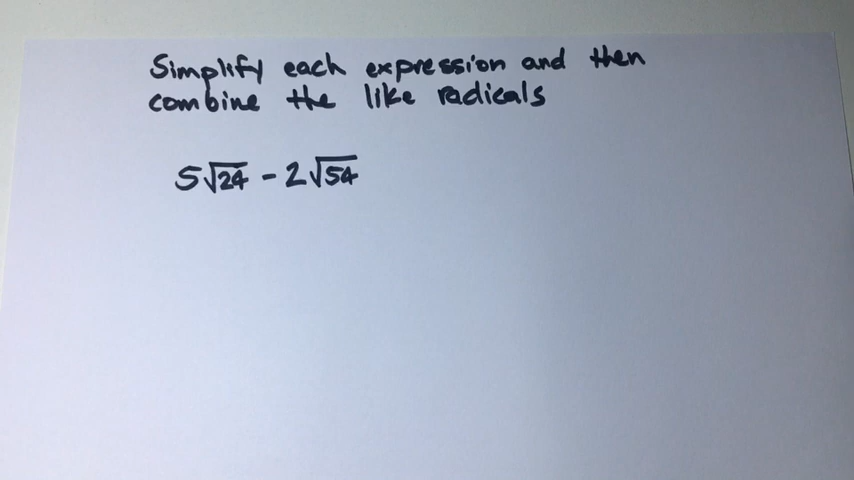 Simplify each expression and then
combine the like radicals
5√24 - 2√54